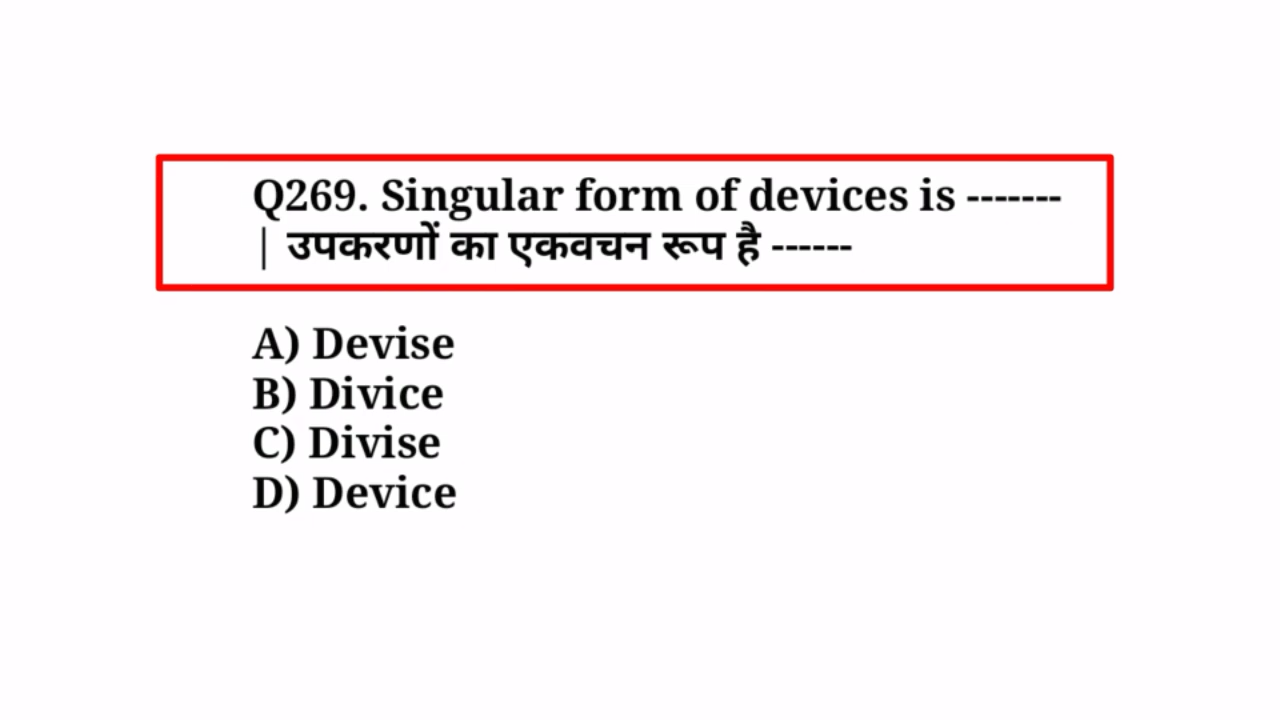 Q269. Singular form of devices is -------
| उपकरणों का एकवचन रूप है ------
A) Devise
B) Divice
C) Divise
D) Device